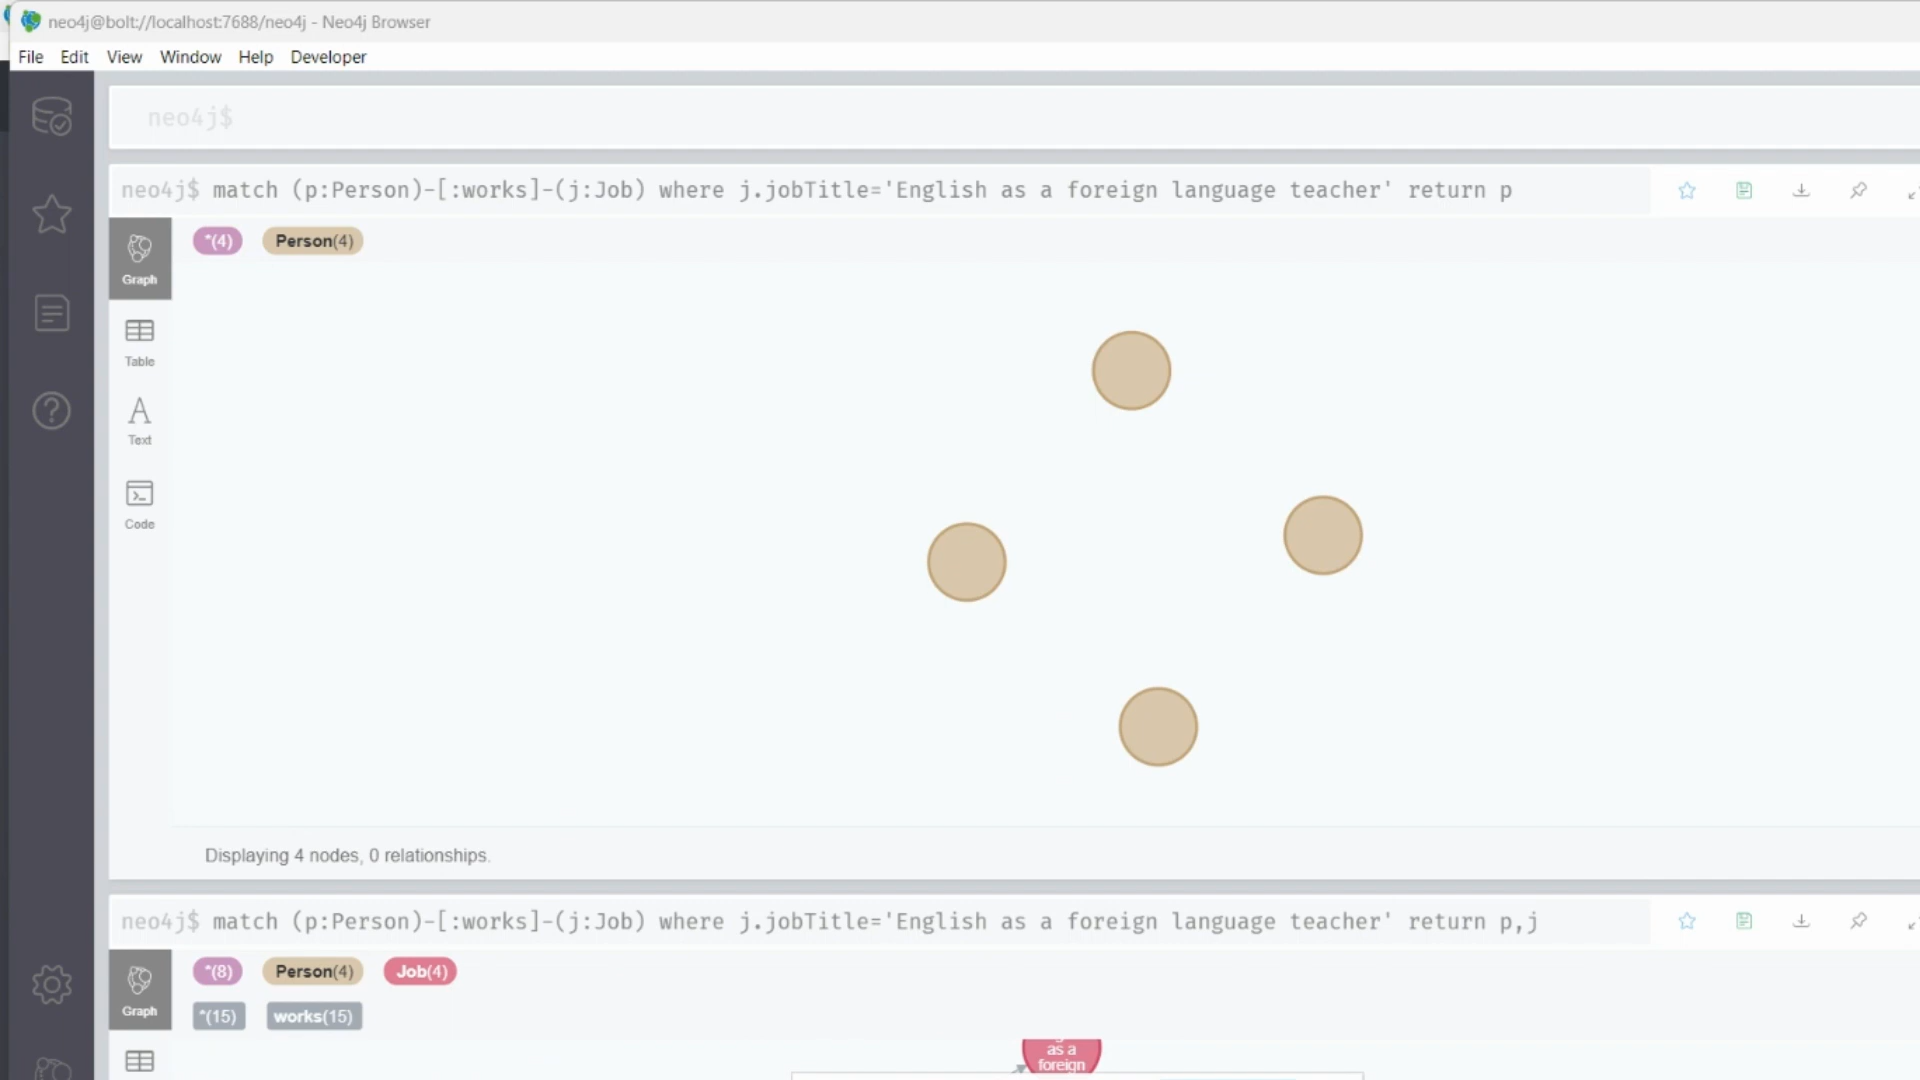 neo4j@bolt://localhost:7688/neo4j - Neo4j Browser
File Edit View Window Help Developer
neo4j$
neo4j$ match (p:Person)-[:works]-(j:Job) where j.jobTitle='English as a foreign language teacher' return p
*(4) Person(4)
Graph
Table
Text
Code
Displaying 4 nodes, 0 relationships.
neo4j$ match (p:Person)-[:works]-(j:Job) where j.jobTitle='English as a foreign language teacher' return p,j
*(8) Person(4) Job(4)
Graph
*(15) works(15)
as a
foreign